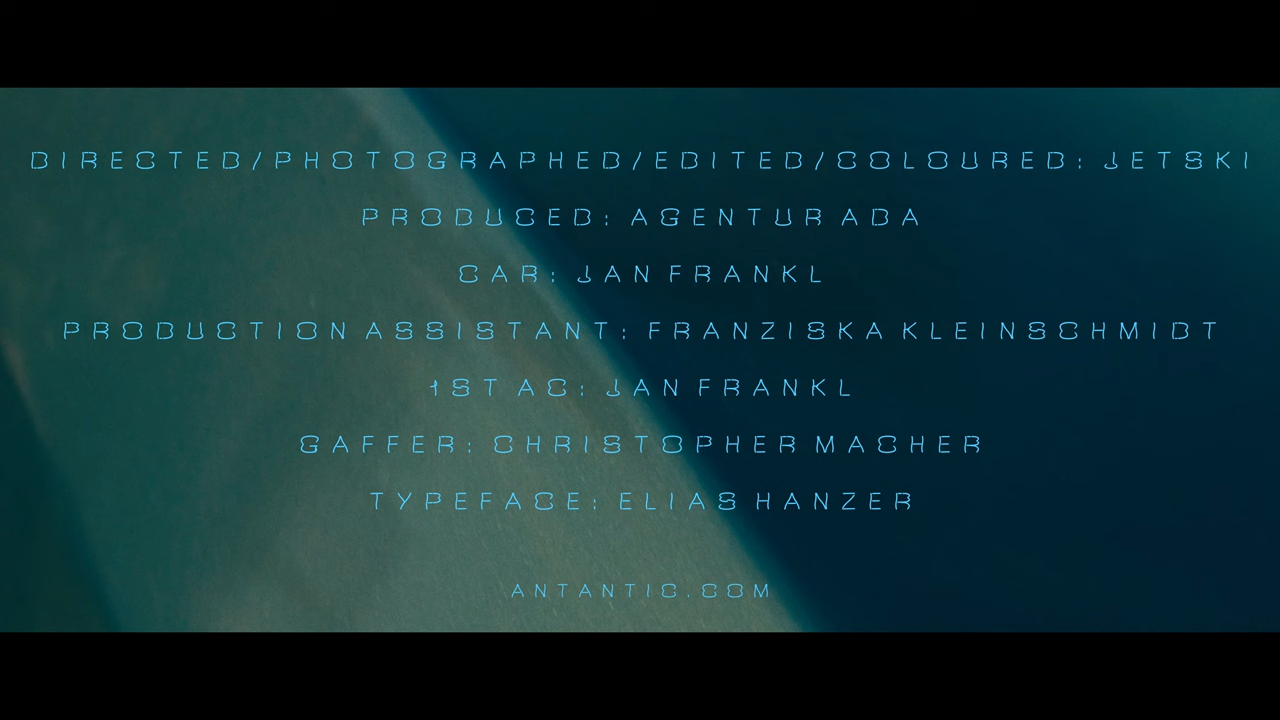 DIRECTED/PHOTOGRAPHED/EDITED/COLOURED: JETSKI
PRODUCED: AGENTUR ADA
CAR: JAN FRANKL
PRODUCTION ASSISTANT: FRANZISKA KLEINSCHMIDT
1ST AC: JAN FRANKL
GAFFER: CHRISTOPHER MACHER
TYPEFACE: ELIAS HANZER
ANTANTIC.COM